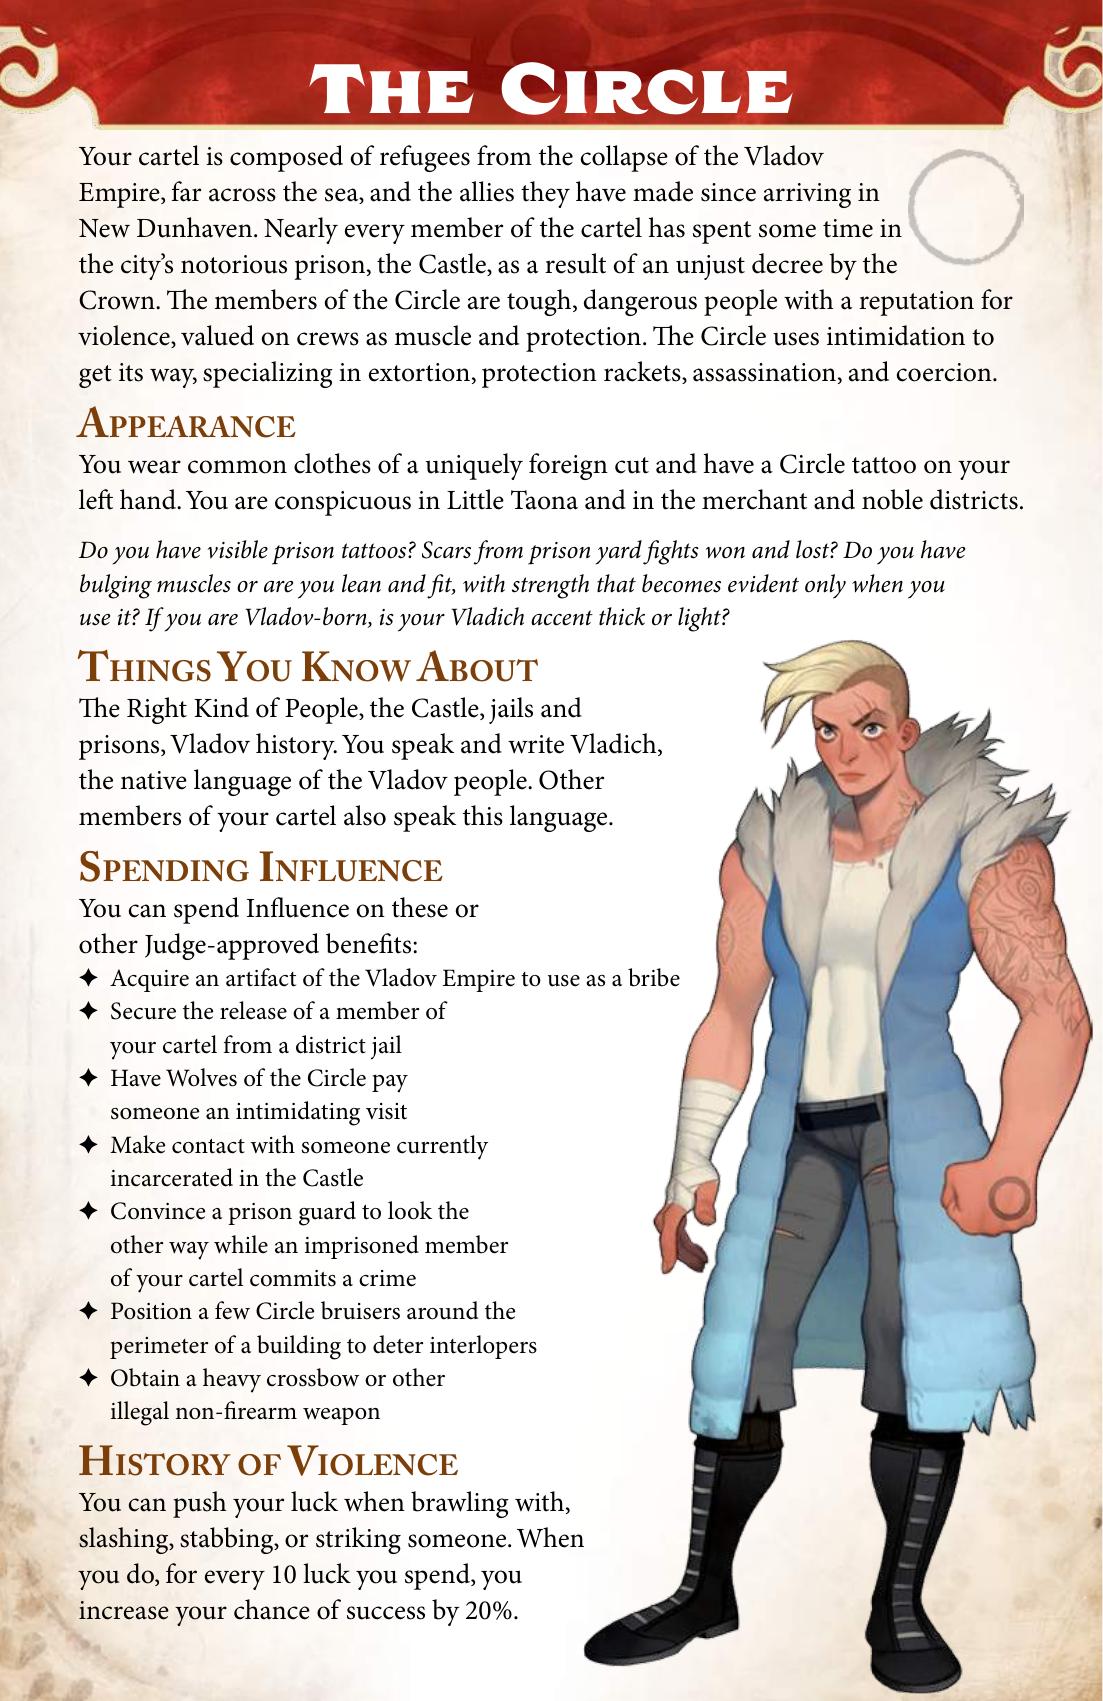 The Circle
Your cartel is composed of refugees from the collapse of the Vladov
Empire, far across the sea, and the allies they have made since arriving in
New Dunhaven. Nearly every member of the cartel has spent some time in
the city’s notorious prison, the Castle, as a result of an unjust decree by the
Crown. The members of the Circle are tough, dangerous people with a reputation for
violence, valued on crews as muscle and protection. The Circle uses intimidation to
get its way, specializing in extortion, protection rackets, assassination, and coercion.
Appearance
You wear common clothes of a uniquely foreign cut and have a Circle tattoo on your
left hand. You are conspicuous in Little Taona and in the merchant and noble districts.
Do you have visible prison tattoos? Scars from prison yard fights won and lost? Do you have
bulging muscles or are you lean and fit, with strength that becomes evident only when you
use it? If you are Vladov-born, is your Vladich accent thick or light?
Things You Know About
The Right Kind of People, the Castle, jails and
prisons, Vladov history. You speak and write Vladich,
the native language of the Vladov people. Other
members of your cartel also speak this language.
Spending Influence
You can spend Influence on these or
other Judge-approved benefits:
✦ Acquire an artifact of the Vladov Empire to use as a bribe
✦ Secure the release of a member of
your cartel from a district jail
✦ Have Wolves of the Circle pay
someone an intimidating visit
✦ Make contact with someone currently
incarcerated in the Castle
✦ Convince a prison guard to look the
other way while an imprisoned member
of your cartel commits a crime
✦ Position a few Circle bruisers around the
perimeter of a building to deter interlopers
✦ Obtain a heavy crossbow or other
illegal non-firearm weapon
History of Violence
You can push your luck when brawling with,
slashing, stabbing, or striking someone. When
you do, for every 10 luck you spend, you
increase your chance of success by 20%.